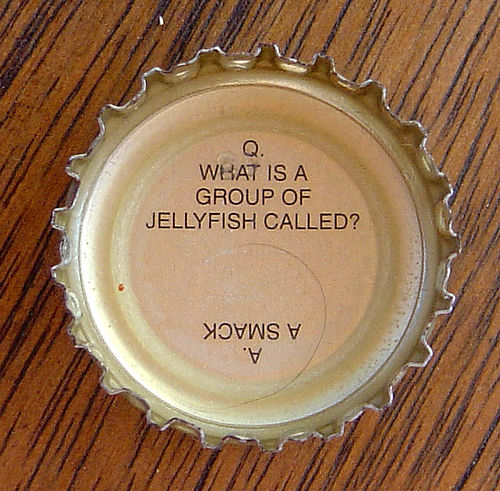 Q.
WHAT IS A
GROUP OF
JELLYFISH CALLED?
A.
A SMACK